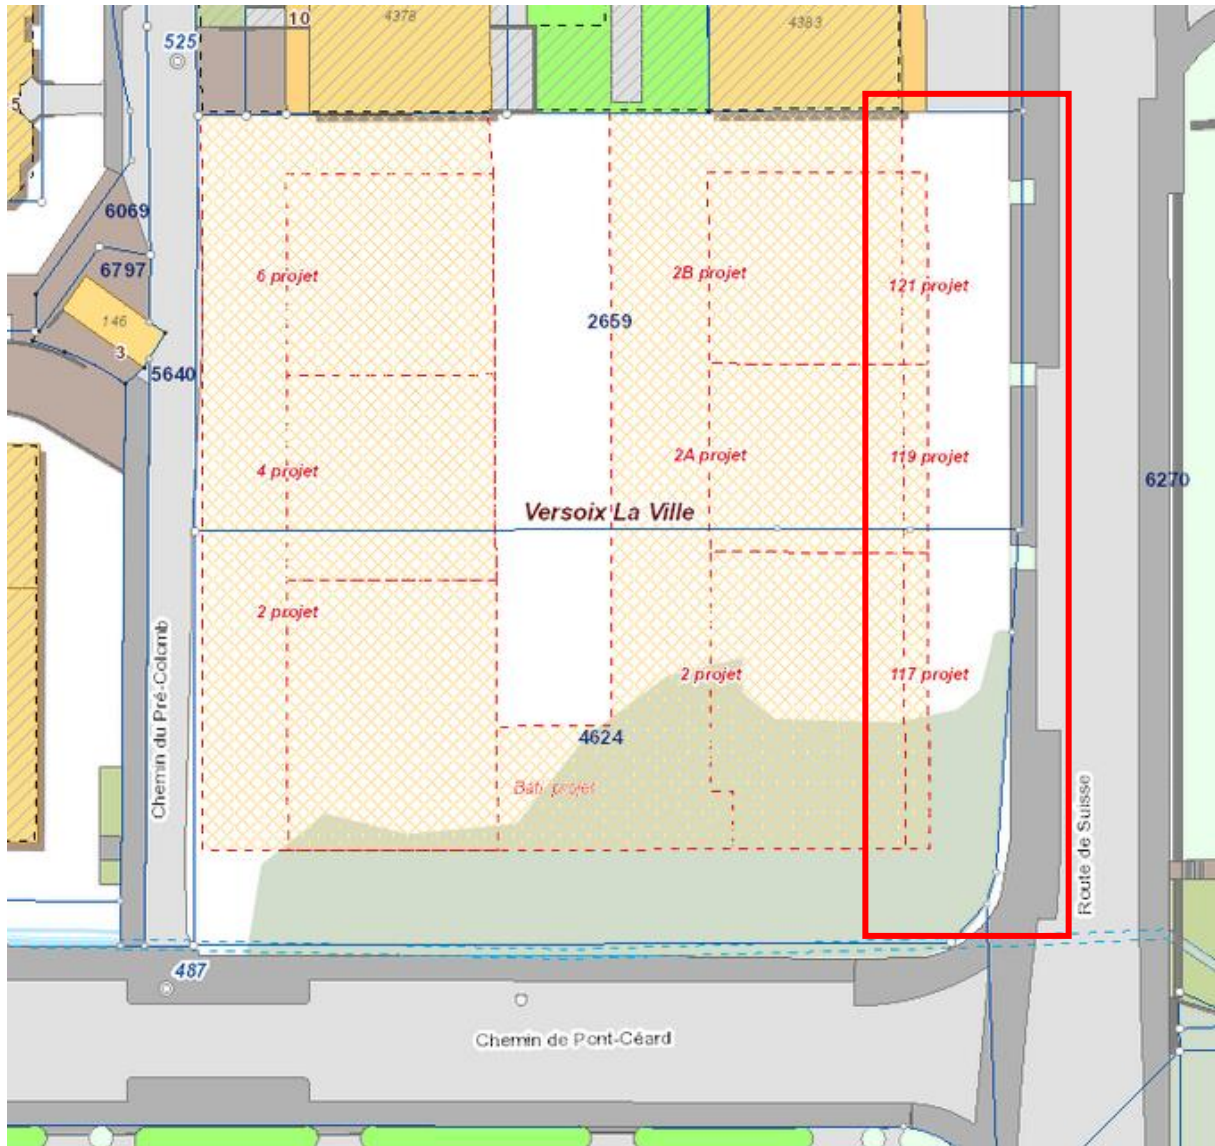 10
4378
4383
525
5
6069
6797
146
3
5640
6 projet
2B projet
121 projet
2659
4 projet
2A projet
119 projet
6270
Versoix La Ville
2 projet
Chemin du Pré-Colomb
2 projet
117 projet
4624
Bâti projet
Route de Suisse
487
Chemin de Pont-Céard